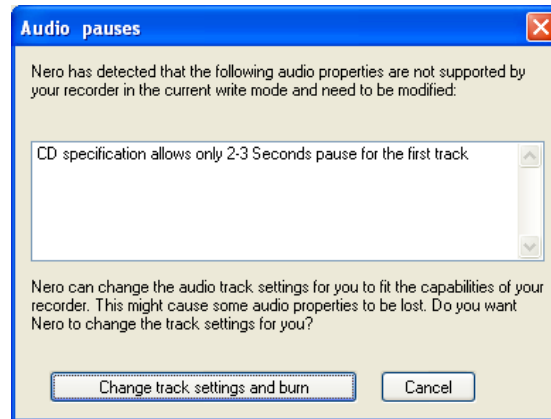 Audio pauses
Nero has detected that the following audio properties are not supported by
your recorder in the current write mode and need to be modified:
CD specification allows only 2-3 Seconds pause for the first track
Nero can change the audio track settings for you to fit the capabilities of your
recorder. This might cause some audio properties to be lost. Do you want
Nero to change the track settings for you?
Change track settings and burn
Cancel